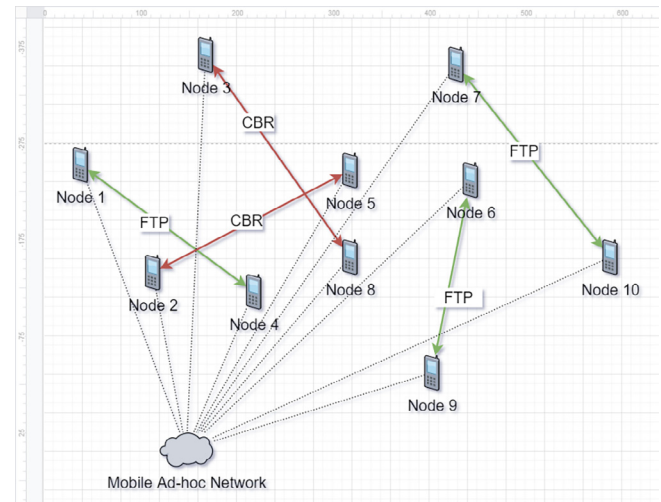 0 100 200 300 400 500 600
-375
Node 3
Node 7
CBR
-275
FTP
Node 1
Node 5
Node 6
FTP
CBR
-175
Node 2
Node 8
Node 10
FTP
Node 4
-75
Node 9
25
Mobile Ad-hoc Network